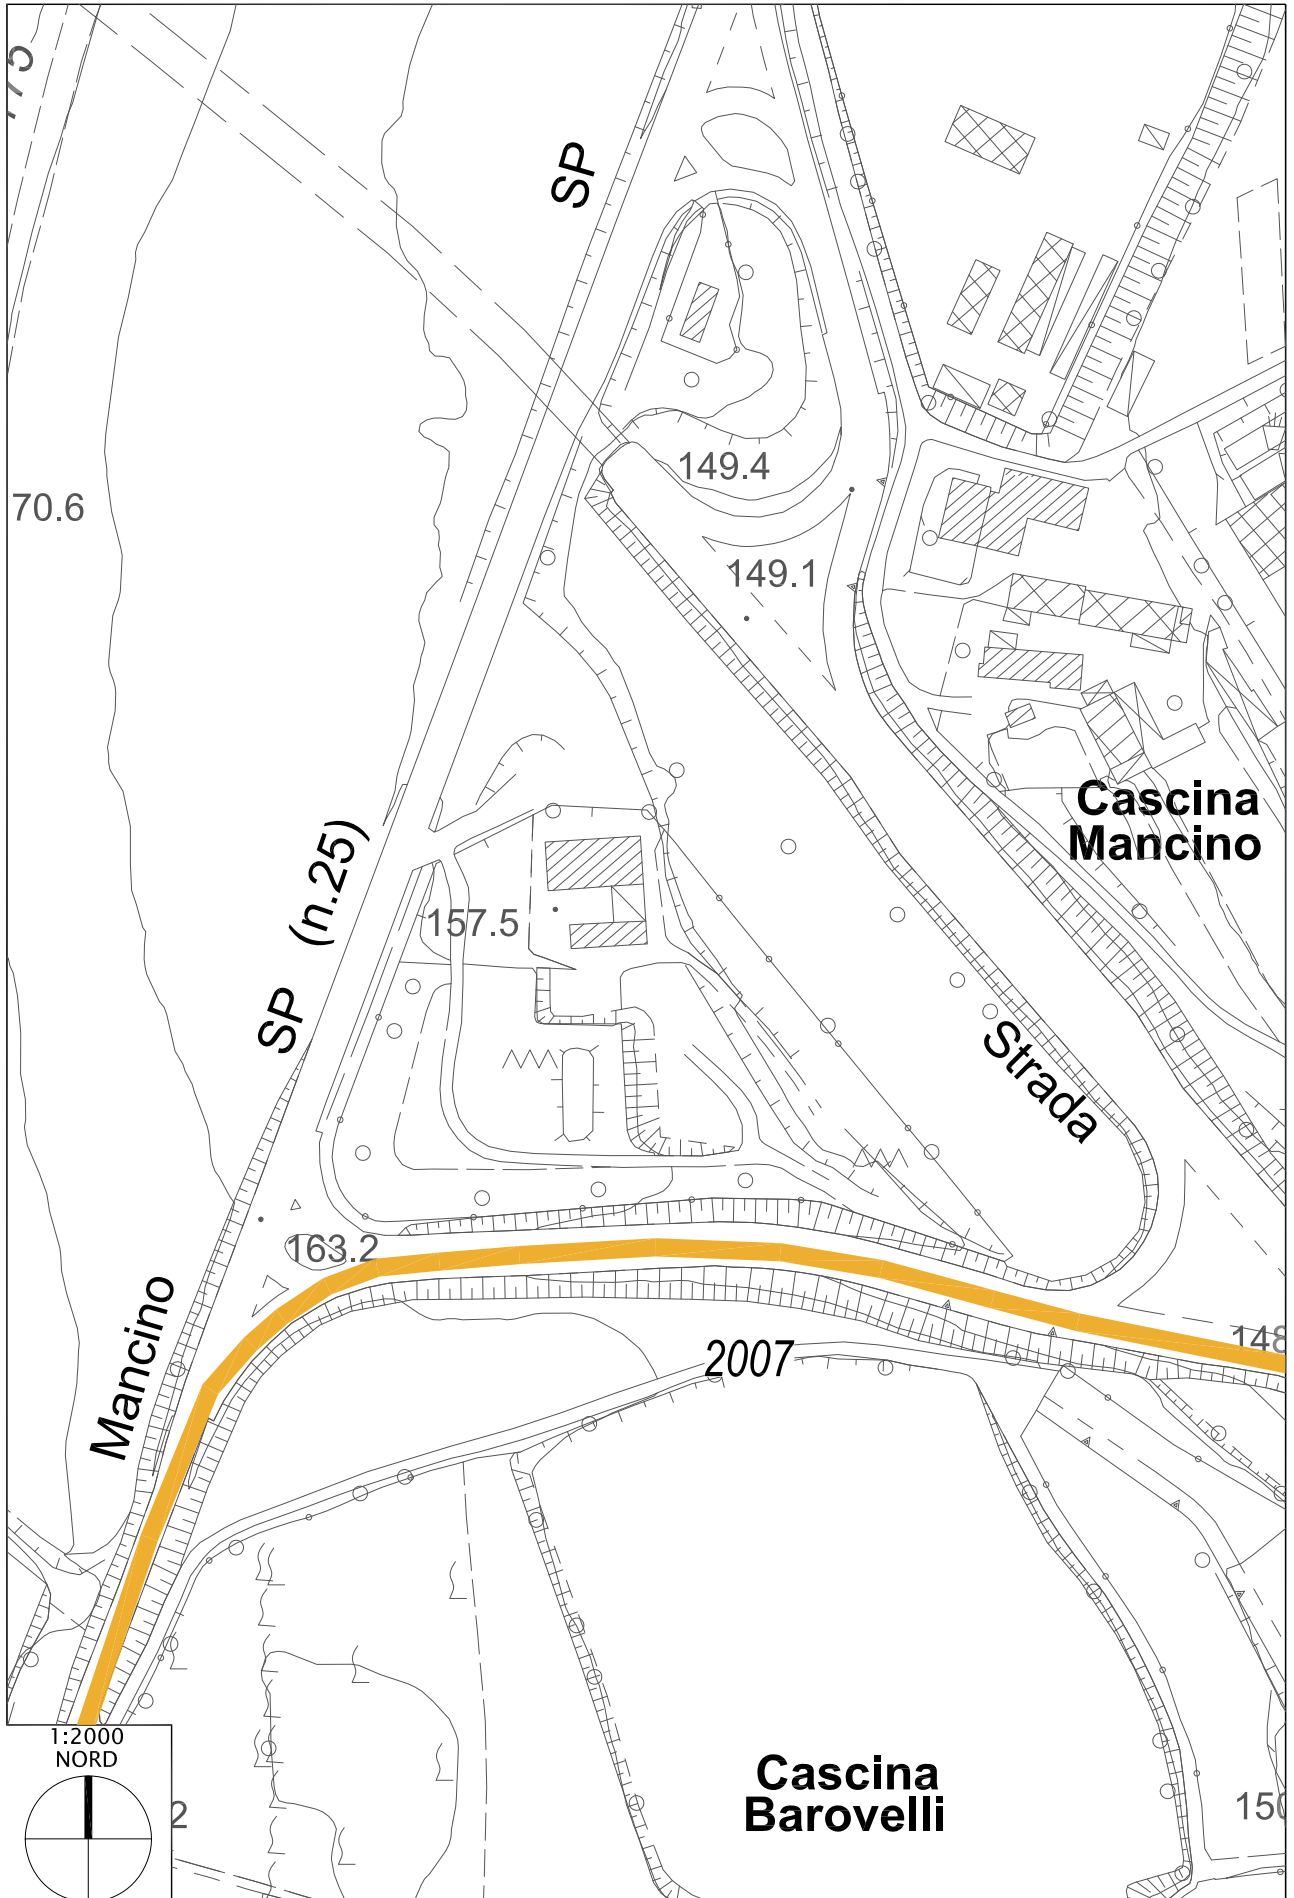 SP
149.4
70.6
149.1
Cascina
Mancino
(n.25)
157.5
SP
Strada
163.2
Mancino
2007
1:2000
NORD
Cascina
Barovelli